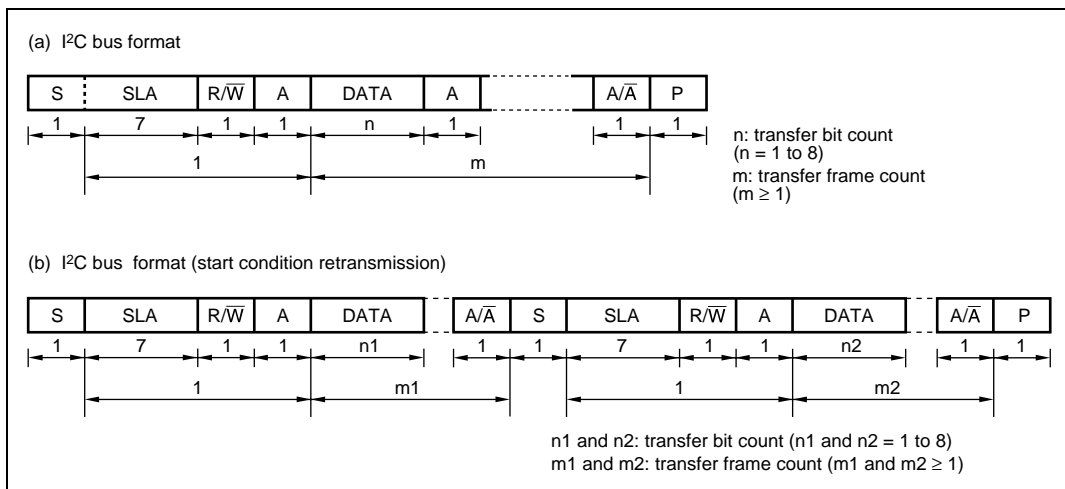 (a) I²C bus format
S SLA R/W̅ A DATA A A/A̅ P
1 7 1 1 n 1 1 1
1 m
n: transfer bit count
(n = 1 to 8)
m: transfer frame count
(m ≥ 1)
(b) I²C bus format (start condition retransmission)
S SLA R/W̅ A DATA A/A̅ S SLA R/W̅ A DATA A/A̅ P
1 7 1 1 n1 1 1 7 1 1 n2 1 1
1 m1 1 m2
n1 and n2: transfer bit count (n1 and n2 = 1 to 8)
m1 and m2: transfer frame count (m1 and m2 ≥ 1)